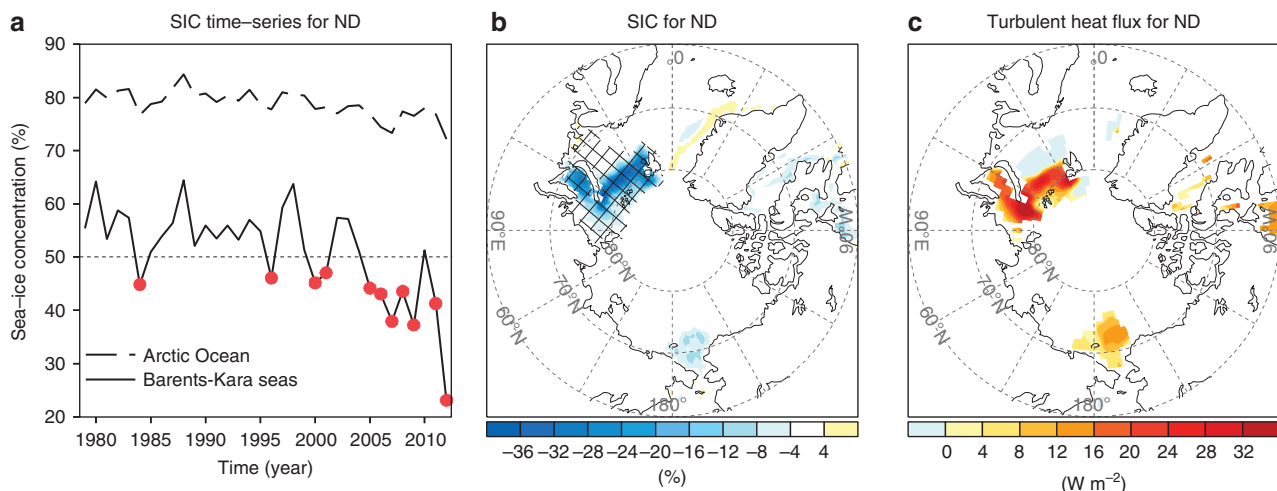 a
SIC time–series for ND
90
80
70
60
50
40
30
20
Sea–ice concentration (%)
Arctic Ocean
Barents-Kara seas
1980 1985 1990 1995 2000 2005 2010
Time (year)
b
SIC for ND
0°
90°E
90°W
80°N
70°N
60°N
180°
−36 −32 −28 −24 −20 −16 −12 −8 −4 4
(%)
c
Turbulent heat flux for ND
0°
90°E
90°W
80°N
70°N
60°N
180°
0 4 8 12 16 20 24 28 32
(W m−2)